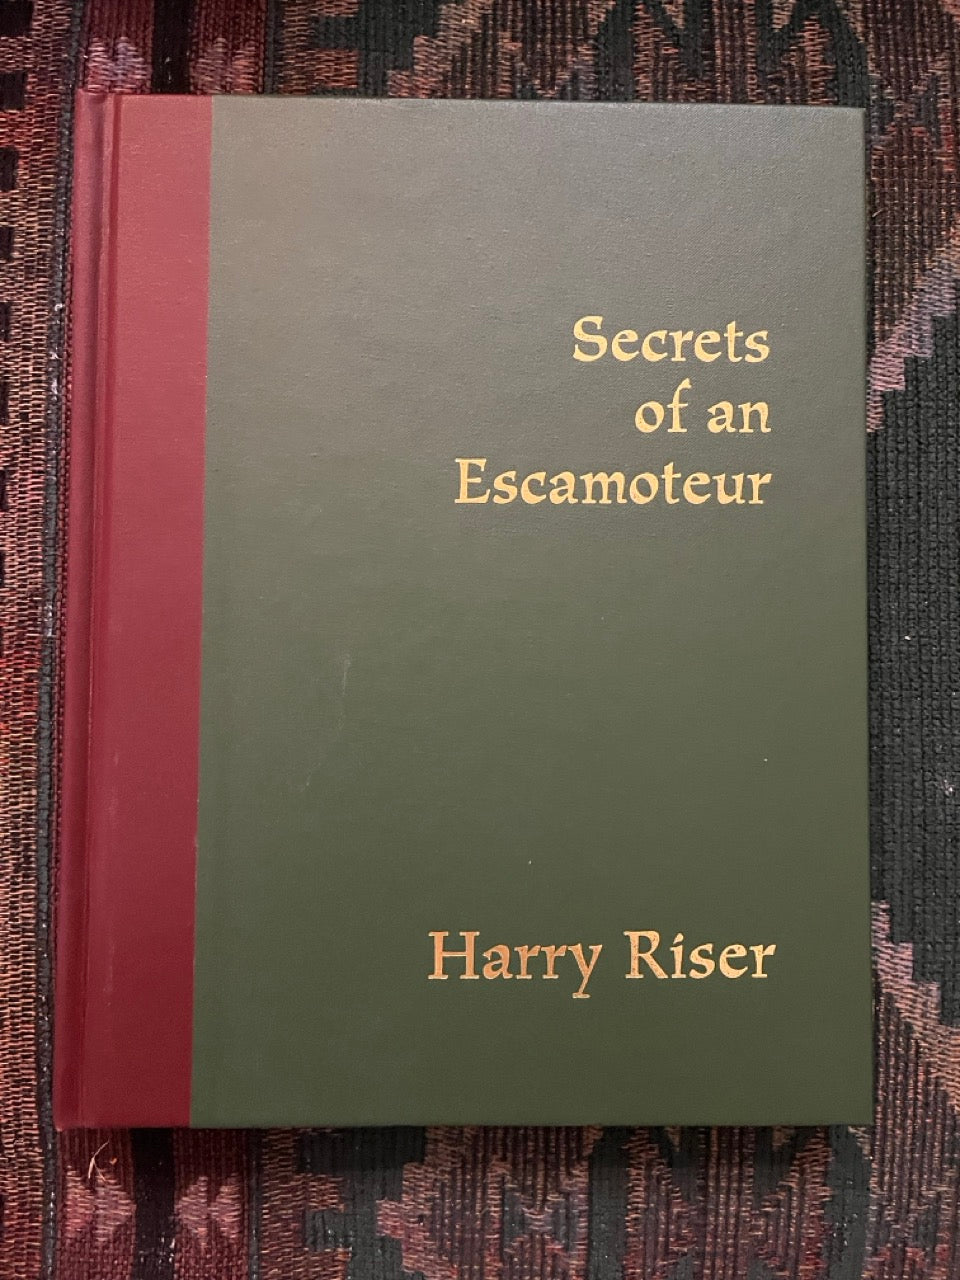 Secrets
of an
Escamoteur
Harry Riser